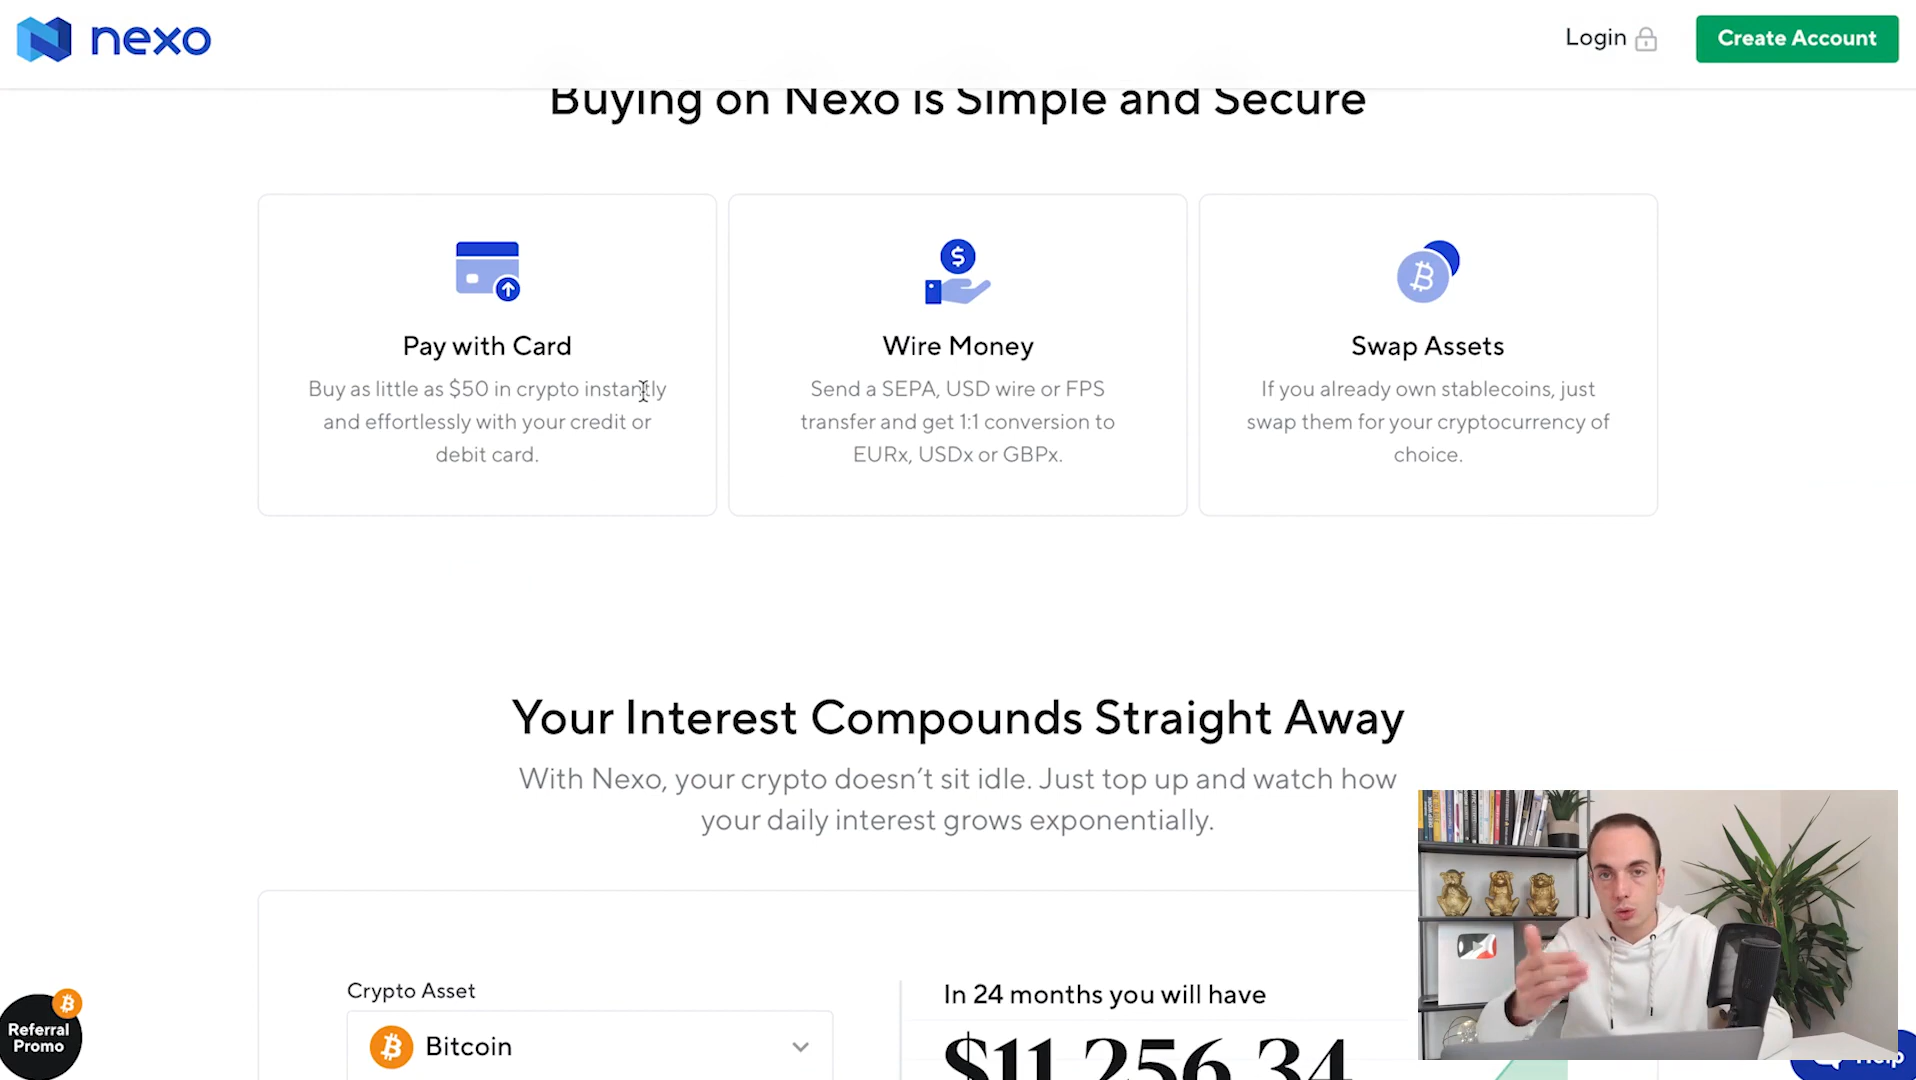 nexo
Login
Create Account
Buying on Nexo is Simple and Secure
Pay with Card
Buy as little as $50 in crypto instantly
and effortlessly with your credit or
debit card.
Wire Money
Send a SEPA, USD wire or FPS
transfer and get 1:1 conversion to
EURx, USDx or GBPx.
Swap Assets
If you already own stablecoins, just
swap them for your cryptocurrency of
choice.
Your Interest Compounds Straight Away
With Nexo, your crypto doesn't sit idle. Just top up and watch how
your daily interest grows exponentially.
Crypto Asset
Bitcoin
In 24 months you will have
$11,256.34
Referral
Promo
Help